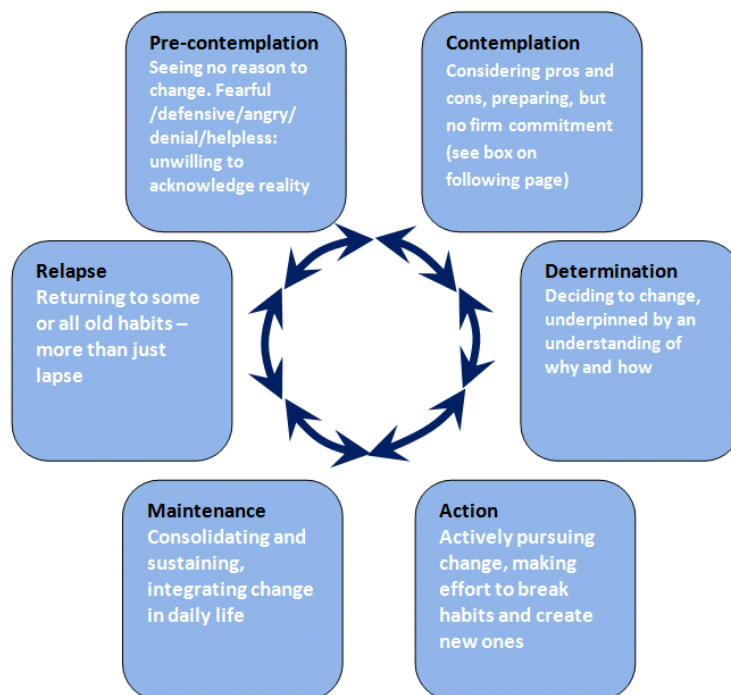 Pre-contemplation
Seeing no reason to
change. Fearful
/defensive/angry/
denial/helpless:
unwilling to
acknowledge reality
Contemplation
Considering pros and
cons, preparing, but
no firm commitment
(see box on
following page)
Relapse
Returning to some
or all old habits –
more than just
lapse
Determination
Deciding to change,
underpinned by an
understanding of
why and how
Maintenance
Consolidating and
sustaining,
integrating change
in daily life
Action
Actively pursuing
change, making
effort to break
habits and create
new ones